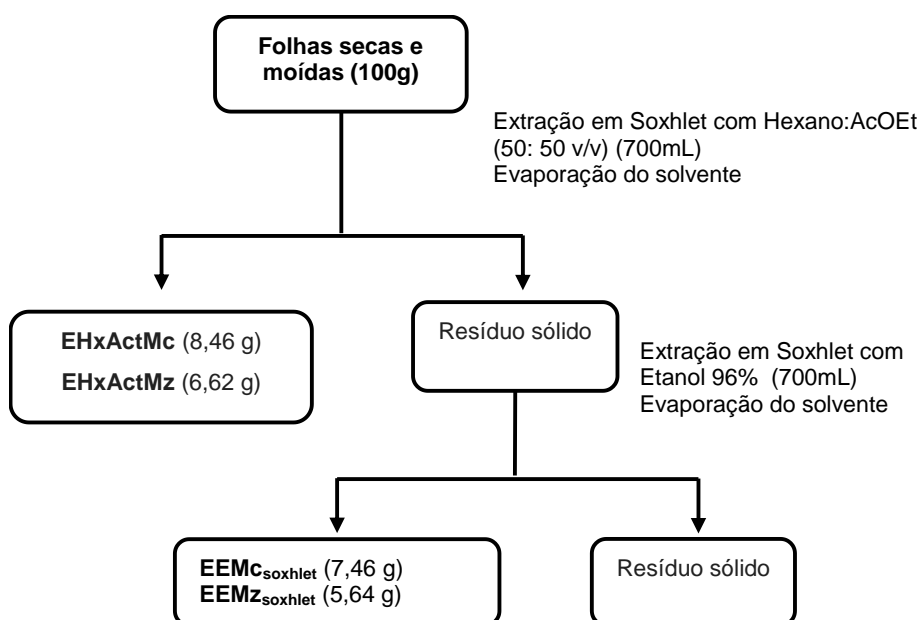 Folhas secas e
moídas (100g)
Extração em Soxhlet com Hexano:AcOEt
(50: 50 v/v) (700mL)
Evaporação do solvente
EHxActMc (8,46 g)
EHxActMz (6,62 g)
Resíduo sólido
Extração em Soxhlet com
Etanol 96% (700mL)
Evaporação do solvente
EEMcsoxhlet (7,46 g)
EEMzsoxhlet (5,64 g)
Resíduo sólido